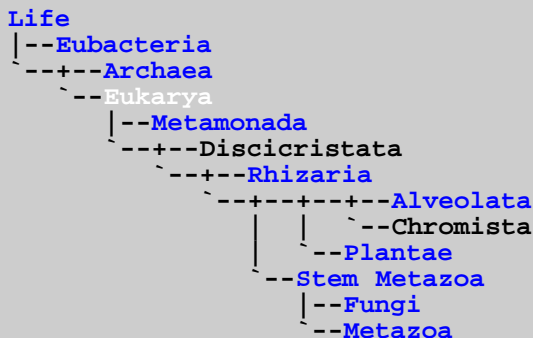 Life
|--Eubacteria
`--+--Archaea
   `--Eukarya
      |--Metamonada
      `--+--Discicristata
         `--+--Rhizaria
            `--+--+--+--Alveolata
               |  |  `--Chromista
               |  `--Plantae
               `--Stem Metazoa
                  |--Fungi
                  `--Metazoa